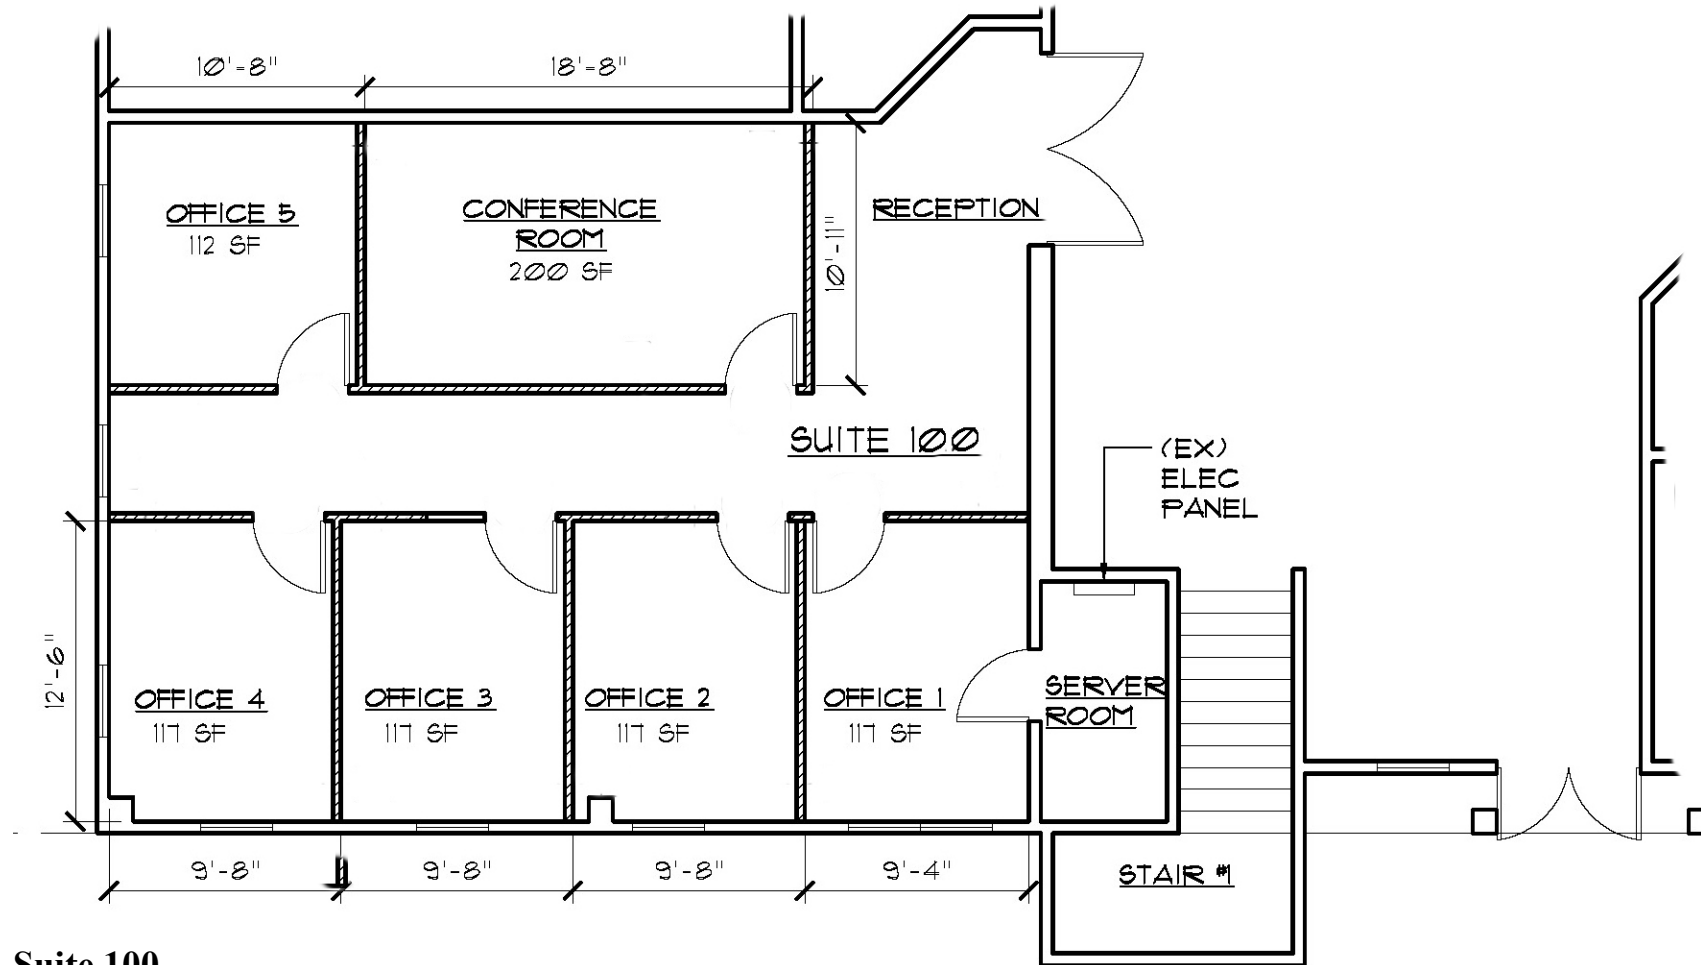 10'-8"
18'-8"
OFFICE 5
112 SF
CONFERENCE
ROOM
200 SF
10'-11"
RECEPTION
SUITE 100
(EX)
ELEC
PANEL
12'-6"
OFFICE 4
117 SF
OFFICE 3
117 SF
OFFICE 2
117 SF
OFFICE 1
117 SF
SERVER
ROOM
9'-8"
9'-8"
9'-8"
9'-4"
STAIR #1
Suite 100